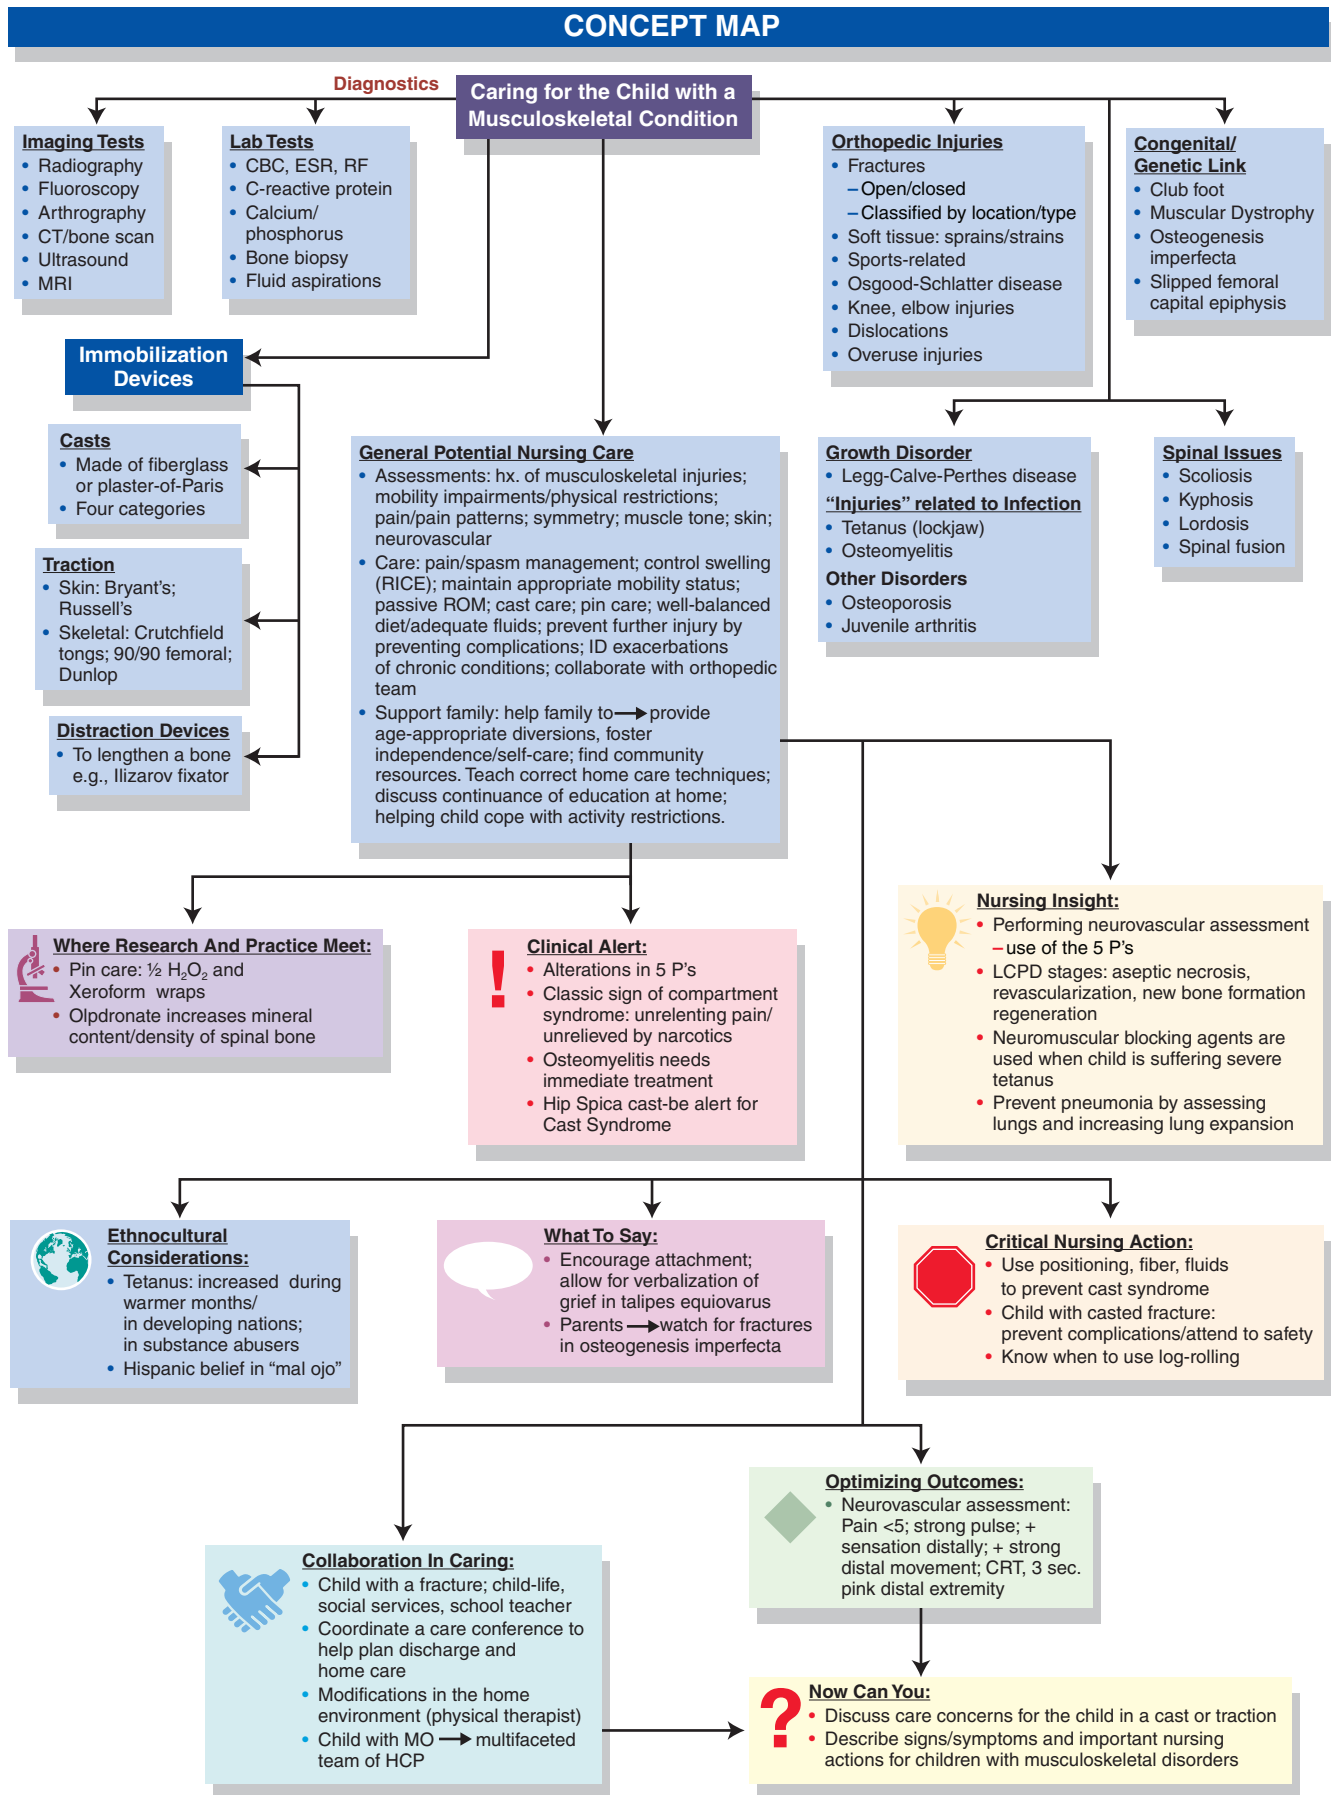 CONCEPT MAP
Diagnostics
Caring for the Child with a
Musculoskeletal Condition
Imaging Tests
• Radiography
• Fluoroscopy
• Arthrography
• CT/bone scan
• Ultrasound
• MRI
Lab Tests
• CBC, ESR, RF
• C-reactive protein
• Calcium/
phosphorus
• Bone biopsy
• Fluid aspirations
Orthopedic Injuries
• Fractures
–Open/closed
–Classified by location/type
• Soft tissue: sprains/strains
• Sports-related
• Osgood-Schlatter disease
• Knee, elbow injuries
• Dislocations
• Overuse injuries
Congenital/
Genetic Link
• Club foot
• Muscular Dystrophy
• Osteogenesis
imperfecta
• Slipped femoral
capital epiphysis
Immobilization
Devices
Casts
• Made of fiberglass
or plaster-of-Paris
• Four categories
Traction
• Skin: Bryant's;
Russell's
• Skeletal: Crutchfield
tongs; 90/90 femoral;
Dunlop
Distraction Devices
• To lengthen a bone
e.g., Ilizarov fixator
General Potential Nursing Care
• Assessments: hx. of musculoskeletal injuries;
mobility impairments/physical restrictions;
pain/pain patterns; symmetry; muscle tone; skin;
neurovascular
• Care: pain/spasm management; control swelling
(RICE); maintain appropriate mobility status;
passive ROM; cast care; pin care; well-balanced
diet/adequate fluids; prevent further injury by
preventing complications; ID exacerbations
of chronic conditions; collaborate with orthopedic
team
• Support family: help family to → provide
age-appropriate diversions, foster
independence/self-care; find community
resources. Teach correct home care techniques;
discuss continuance of education at home;
helping child cope with activity restrictions.
Growth Disorder
• Legg-Calve-Perthes disease
“Injuries” related to Infection
• Tetanus (lockjaw)
• Osteomyelitis
Other Disorders
• Osteoporosis
• Juvenile arthritis
Spinal Issues
• Scoliosis
• Kyphosis
• Lordosis
• Spinal fusion
Where Research And Practice Meet:
• Pin care: ½ H₂O₂ and
Xeroform wraps
• Olpdronate increases mineral
content/density of spinal bone
Clinical Alert:
• Alterations in 5 P's
• Classic sign of compartment
syndrome: unrelenting pain/
unrelieved by narcotics
• Osteomyelitis needs
immediate treatment
• Hip Spica cast-be alert for
Cast Syndrome
Nursing Insight:
• Performing neurovascular assessment
–use of the 5 P's
• LCPD stages: aseptic necrosis,
revascularization, new bone formation
regeneration
• Neuromuscular blocking agents are
used when child is suffering severe
tetanus
• Prevent pneumonia by assessing
lungs and increasing lung expansion
Ethnocultural
Considerations:
• Tetanus: increased during
warmer months/
in developing nations;
in substance abusers
• Hispanic belief in “mal ojo”
What To Say:
• Encourage attachment;
allow for verbalization of
grief in talipes equiovarus
• Parents → watch for fractures
in osteogenesis imperfecta
Critical Nursing Action:
• Use positioning, fiber, fluids
to prevent cast syndrome
• Child with casted fracture:
prevent complications/attend to safety
• Know when to use log-rolling
Optimizing Outcomes:
• Neurovascular assessment:
Pain <5; strong pulse; +
sensation distally; + strong
distal movement; CRT, 3 sec.
pink distal extremity
Collaboration In Caring:
• Child with a fracture; child-life,
social services, school teacher
• Coordinate a care conference to
help plan discharge and
home care
• Modifications in the home
environment (physical therapist)
• Child with MO → multifaceted
team of HCP
Now Can You:
• Discuss care concerns for the child in a cast or traction
• Describe signs/symptoms and important nursing
actions for children with musculoskeletal disorders